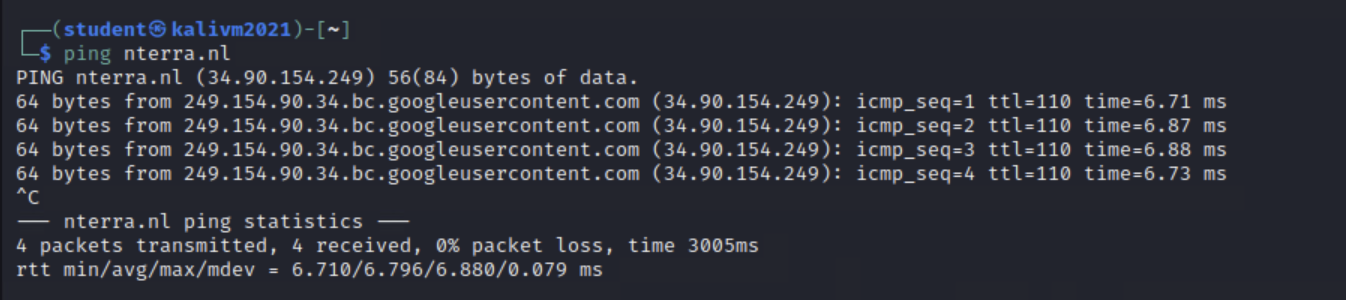 ┌──(student㉿kalivm2021)-[~]
└─$ ping nterra.nl
PING nterra.nl (34.90.154.249) 56(84) bytes of data.
64 bytes from 249.154.90.34.bc.googleusercontent.com (34.90.154.249): icmp_seq=1 ttl=110 time=6.71 ms
64 bytes from 249.154.90.34.bc.googleusercontent.com (34.90.154.249): icmp_seq=2 ttl=110 time=6.87 ms
64 bytes from 249.154.90.34.bc.googleusercontent.com (34.90.154.249): icmp_seq=3 ttl=110 time=6.88 ms
64 bytes from 249.154.90.34.bc.googleusercontent.com (34.90.154.249): icmp_seq=4 ttl=110 time=6.73 ms
^C
--- nterra.nl ping statistics ---
4 packets transmitted, 4 received, 0% packet loss, time 3005ms
rtt min/avg/max/mdev = 6.710/6.796/6.880/0.079 ms